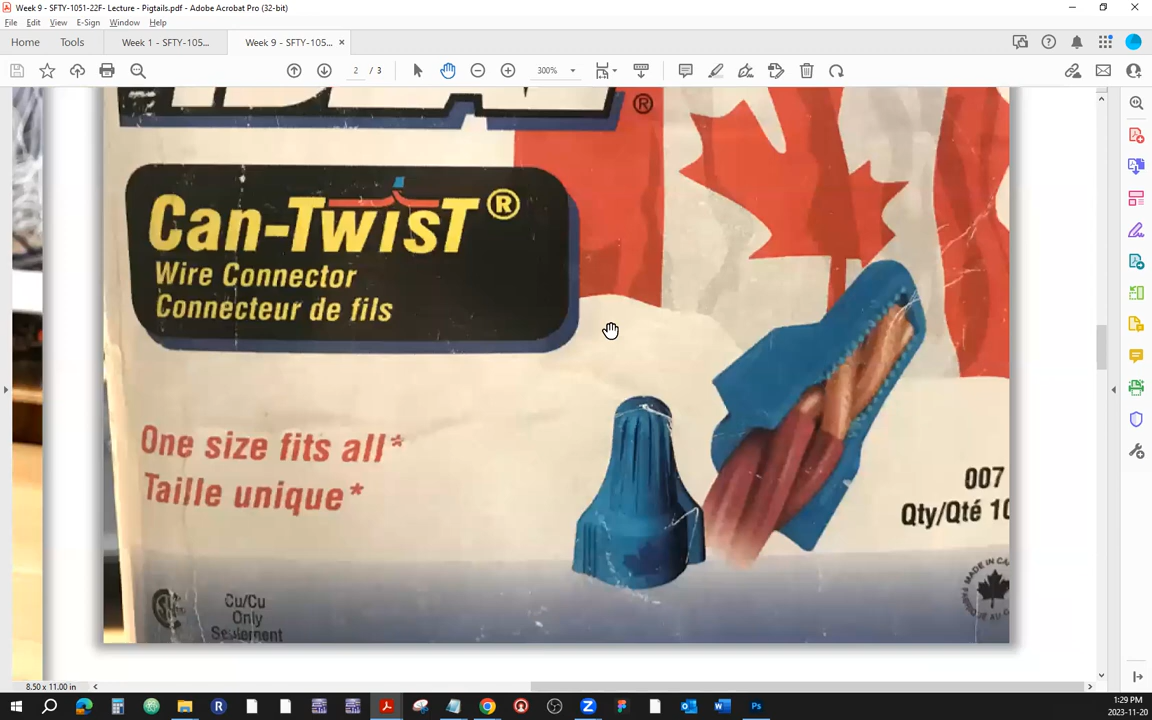 Week 9 - SFTY-1051-22F- Lecture - Pigtails.pdf - Adobe Acrobat Pro (32-bit)
File Edit View E-Sign Window Help
Home Tools Week 1 - SFTY-105... Week 9 - SFTY-105... ×
2 / 3 300%
®
Can-TwisT®
Wire Connector
Connecteur de fils
One size fits all*
Taille unique*
007
Qty/Qté 10
Cu/Cu
Only
Seulement
MADE IN CA
8.50 x 11.00 in
1:29 PM
2023-11-20